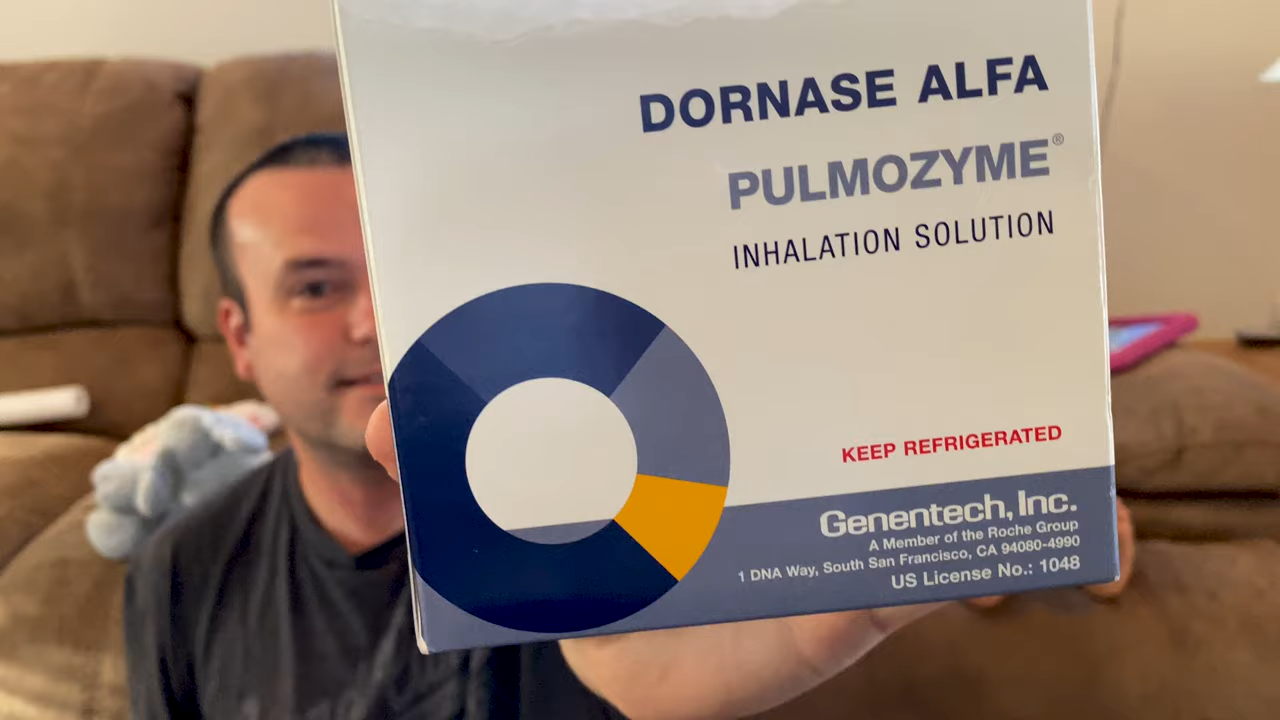 DORNASE ALFA
PULMOZYME®
INHALATION SOLUTION
KEEP REFRIGERATED
Genentech, Inc.
A Member of the Roche Group
1 DNA Way, South San Francisco, CA 94080-4990
US License No.: 1048